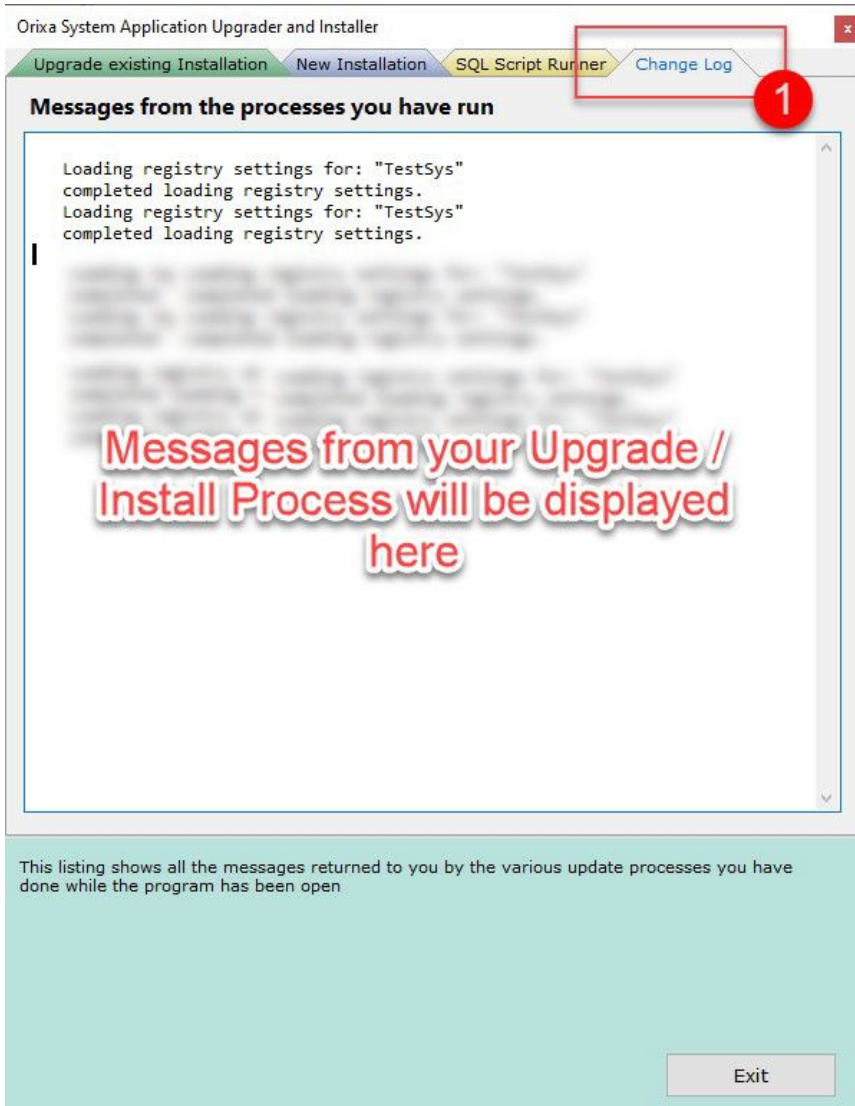 Orixa System Application Upgrader and Installer
x
Upgrade existing Installation New Installation SQL Script Runner Change Log
1
Messages from the processes you have run
Loading registry settings for: "TestSys"
completed loading registry settings.
Loading registry settings for: "TestSys"
completed loading registry settings.
Messages from your Upgrade /
Install Process will be displayed
here
This listing shows all the messages returned to you by the various update processes you have
done while the program has been open
Exit